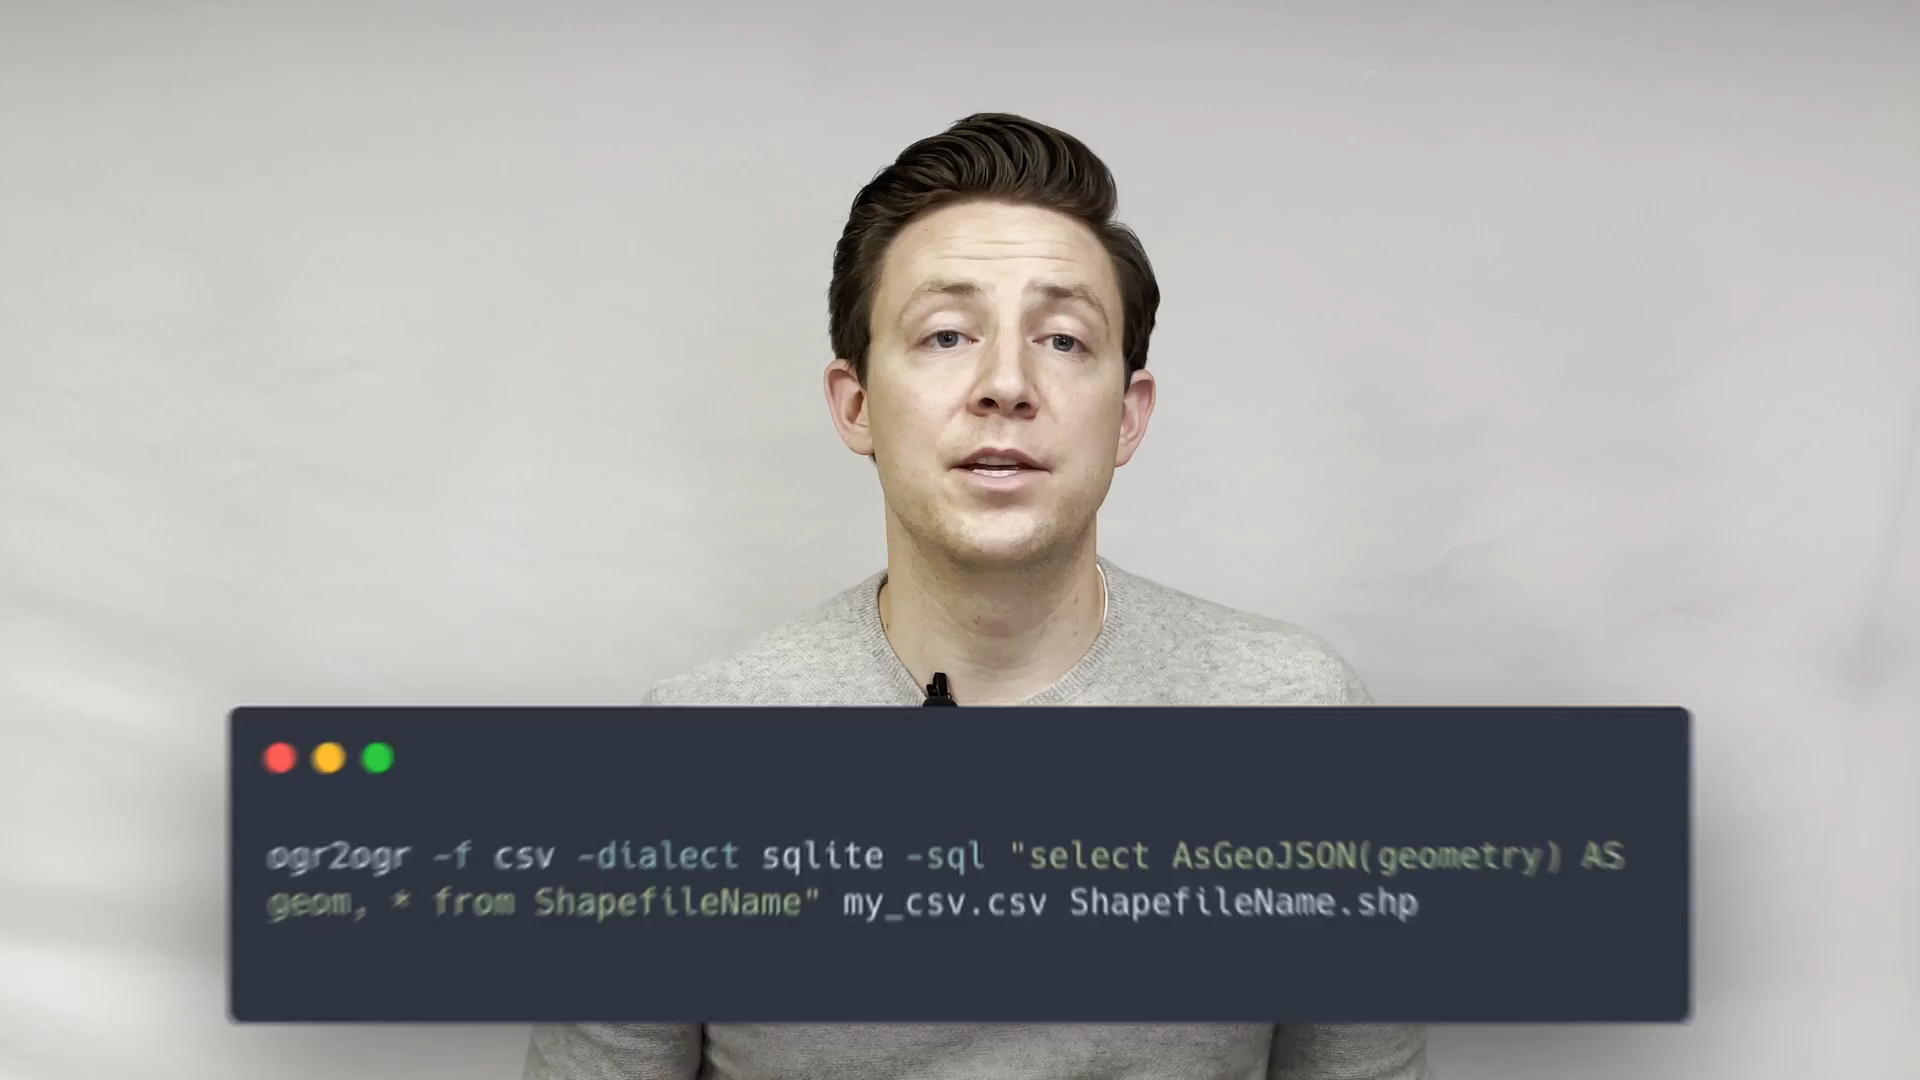 ogr2ogr -f csv -dialect sqlite -sql "select AsGeoJSON(geometry) AS
geom, * from ShapefileName" my_csv.csv ShapefileName.shp